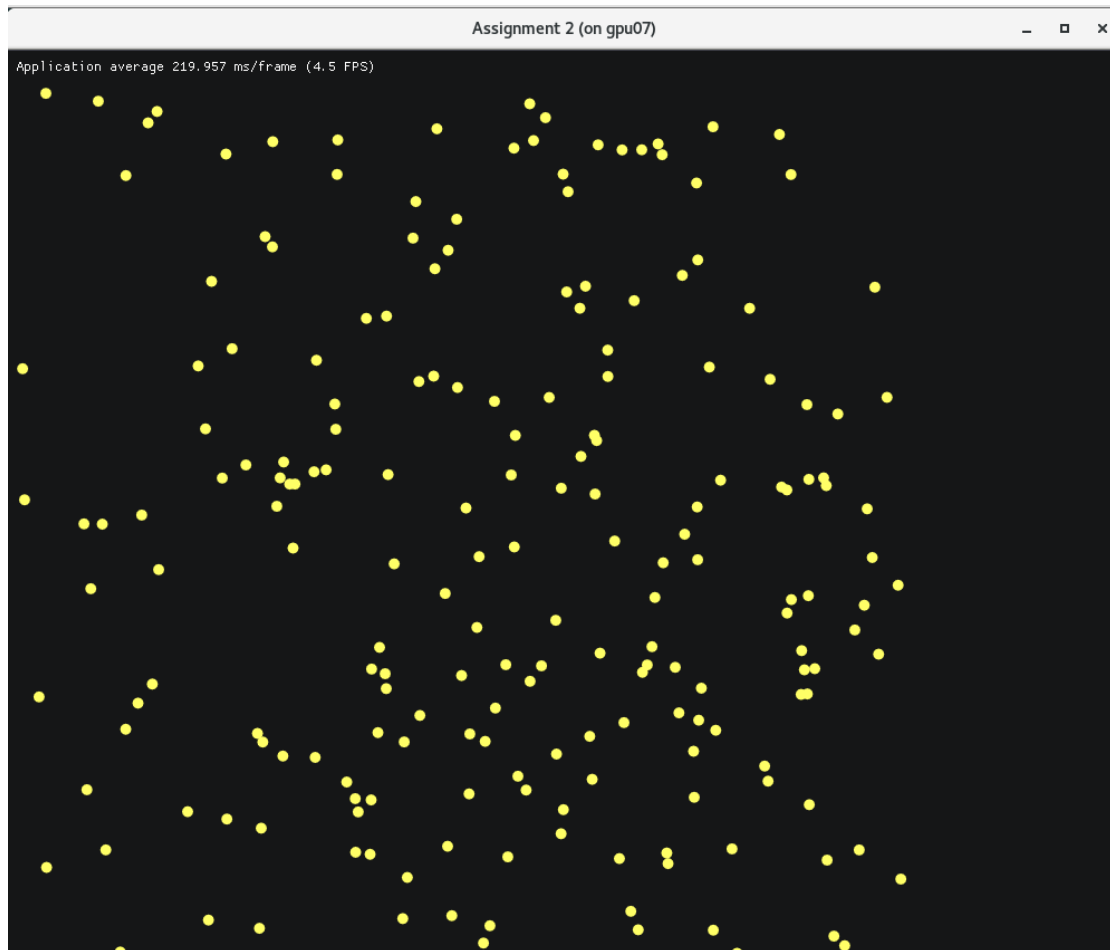 Assignment 2 (on gpu07)
Application average 219.957 ms/frame (4.5 FPS)